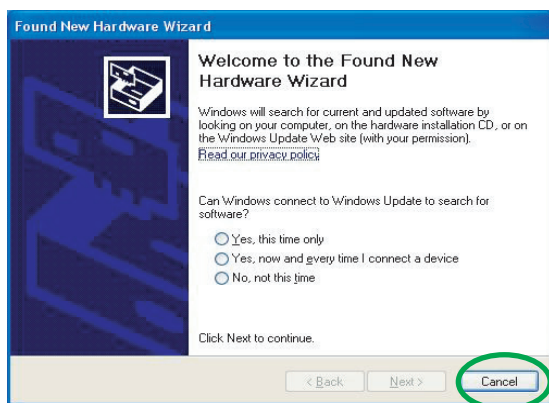 Found New Hardware Wizard
Welcome to the Found New
Hardware Wizard
Windows will search for current and updated software by
looking on your computer, on the hardware installation CD, or on
the Windows Update Web site (with your permission).
Read our privacy policy
Can Windows connect to Windows Update to search for
software?
Yes, this time only
Yes, now and every time I connect a device
No, not this time
Click Next to continue.
< Back Next > Cancel